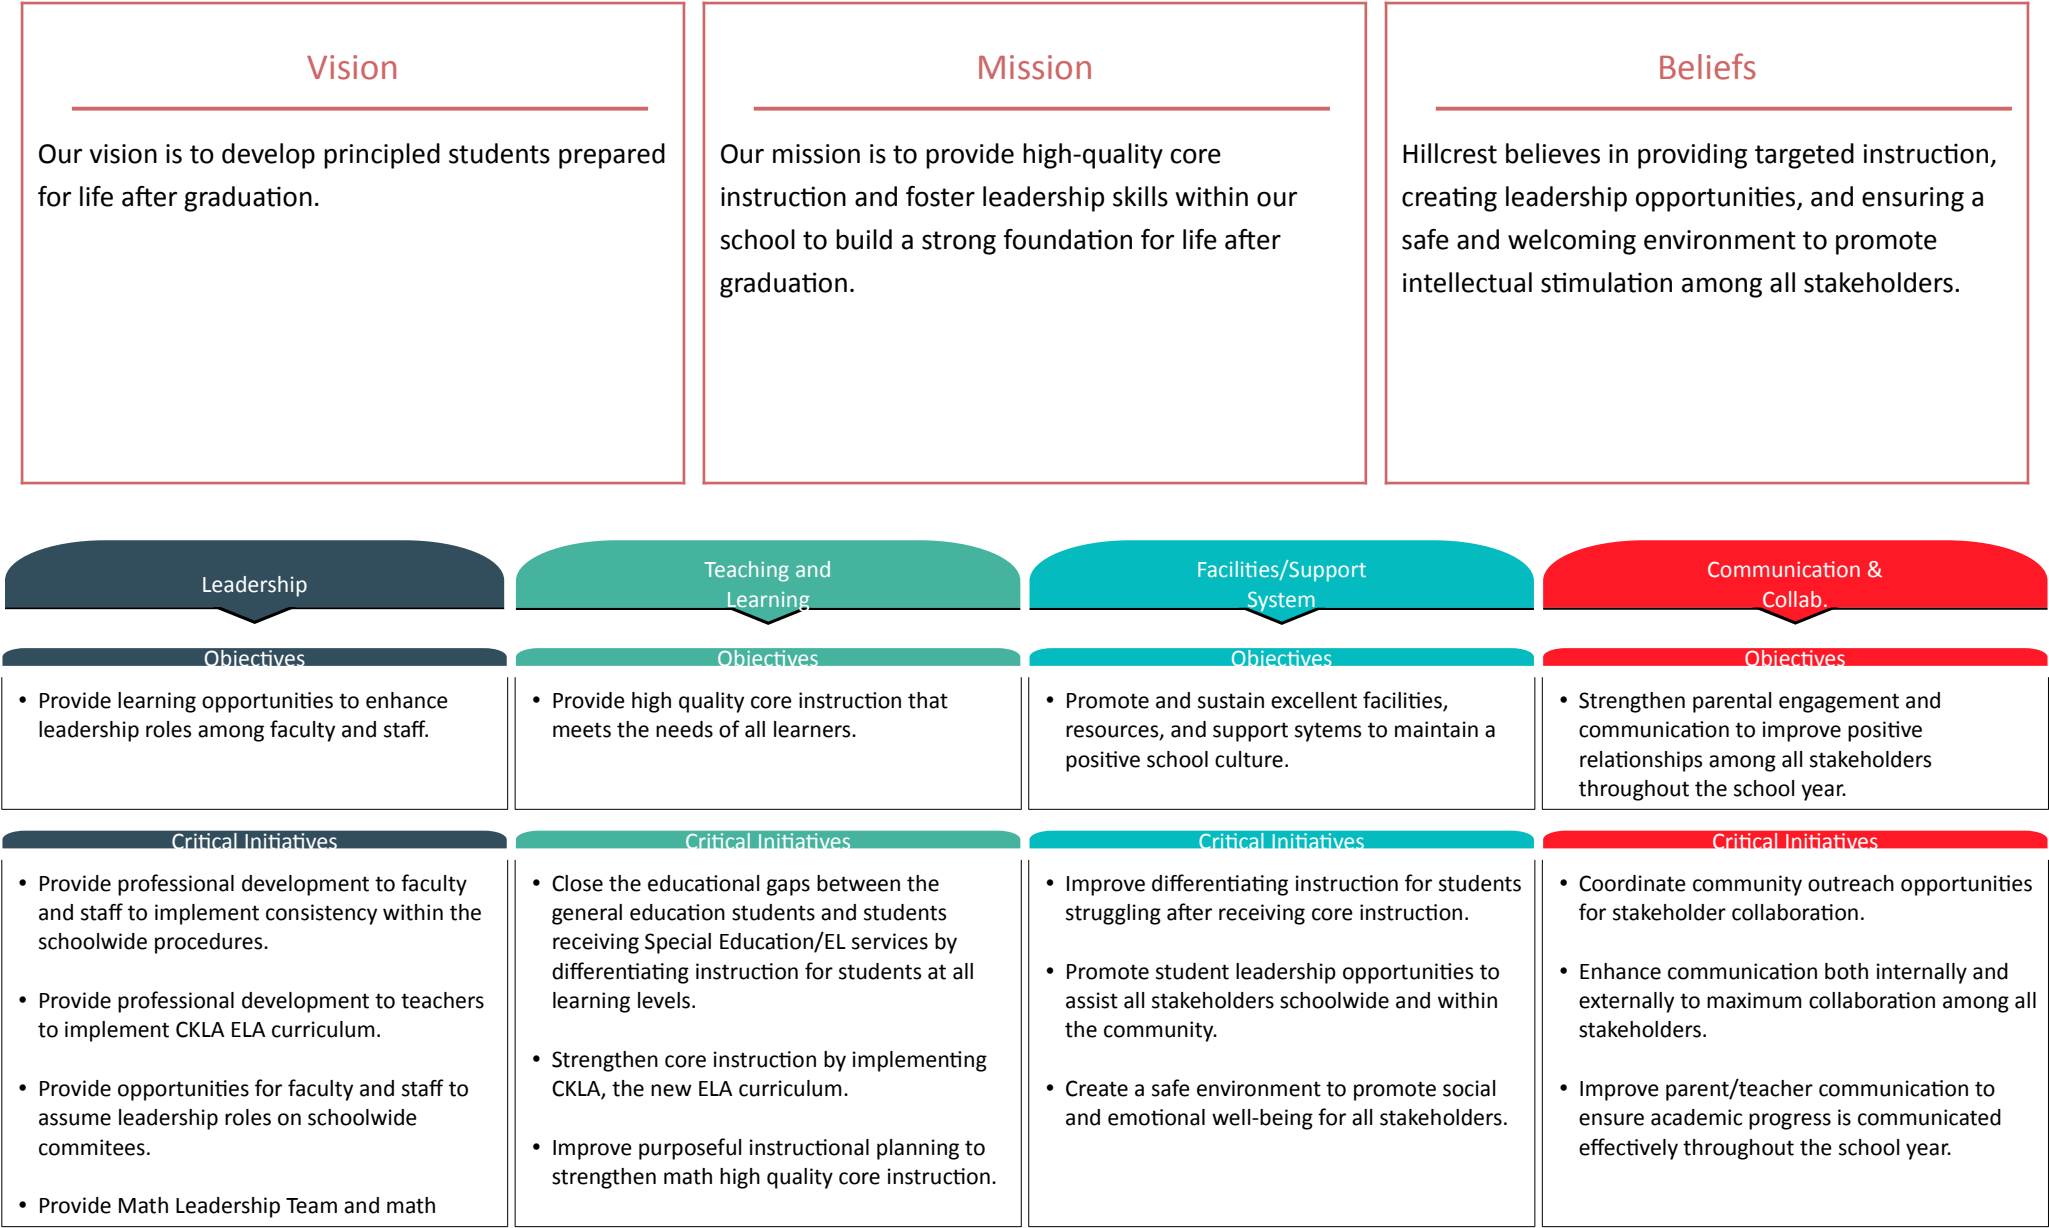 Vision
Our vision is to develop principled students prepared
for life after graduation.
Mission
Our mission is to provide high-quality core
instruction and foster leadership skills within our
school to build a strong foundation for life after
graduation.
Beliefs
Hillcrest believes in providing targeted instruction,
creating leadership opportunities, and ensuring a
safe and welcoming environment to promote
intellectual stimulation among all stakeholders.
Leadership
Objectives
• Provide learning opportunities to enhance
leadership roles among faculty and staff.
Critical Initiatives
• Provide professional development to faculty
and staff to implement consistency within the
schoolwide procedures.
• Provide professional development to teachers
to implement CKLA ELA curriculum.
• Provide opportunities for faculty and staff to
assume leadership roles on schoolwide
commitees.
• Provide Math Leadership Team and math
Teaching and
Learning
Objectives
• Provide high quality core instruction that
meets the needs of all learners.
Critical Initiatives
• Close the educational gaps between the
general education students and students
receiving Special Education/EL services by
differentiating instruction for students at all
learning levels.
• Strengthen core instruction by implementing
CKLA, the new ELA curriculum.
• Improve purposeful instructional planning to
strengthen math high quality core instruction.
Facilities/Support
System
Objectives
• Promote and sustain excellent facilities,
resources, and support sytems to maintain a
positive school culture.
Critical Initiatives
• Improve differentiating instruction for students
struggling after receiving core instruction.
• Promote student leadership opportunities to
assist all stakeholders schoolwide and within
the community.
• Create a safe environment to promote social
and emotional well-being for all stakeholders.
Communication &
Collab.
Objectives
• Strengthen parental engagement and
communication to improve positive
relationships among all stakeholders
throughout the school year.
Critical Initiatives
• Coordinate community outreach opportunities
for stakeholder collaboration.
• Enhance communication both internally and
externally to maximum collaboration among all
stakeholders.
• Improve parent/teacher communication to
ensure academic progress is communicated
effectively throughout the school year.